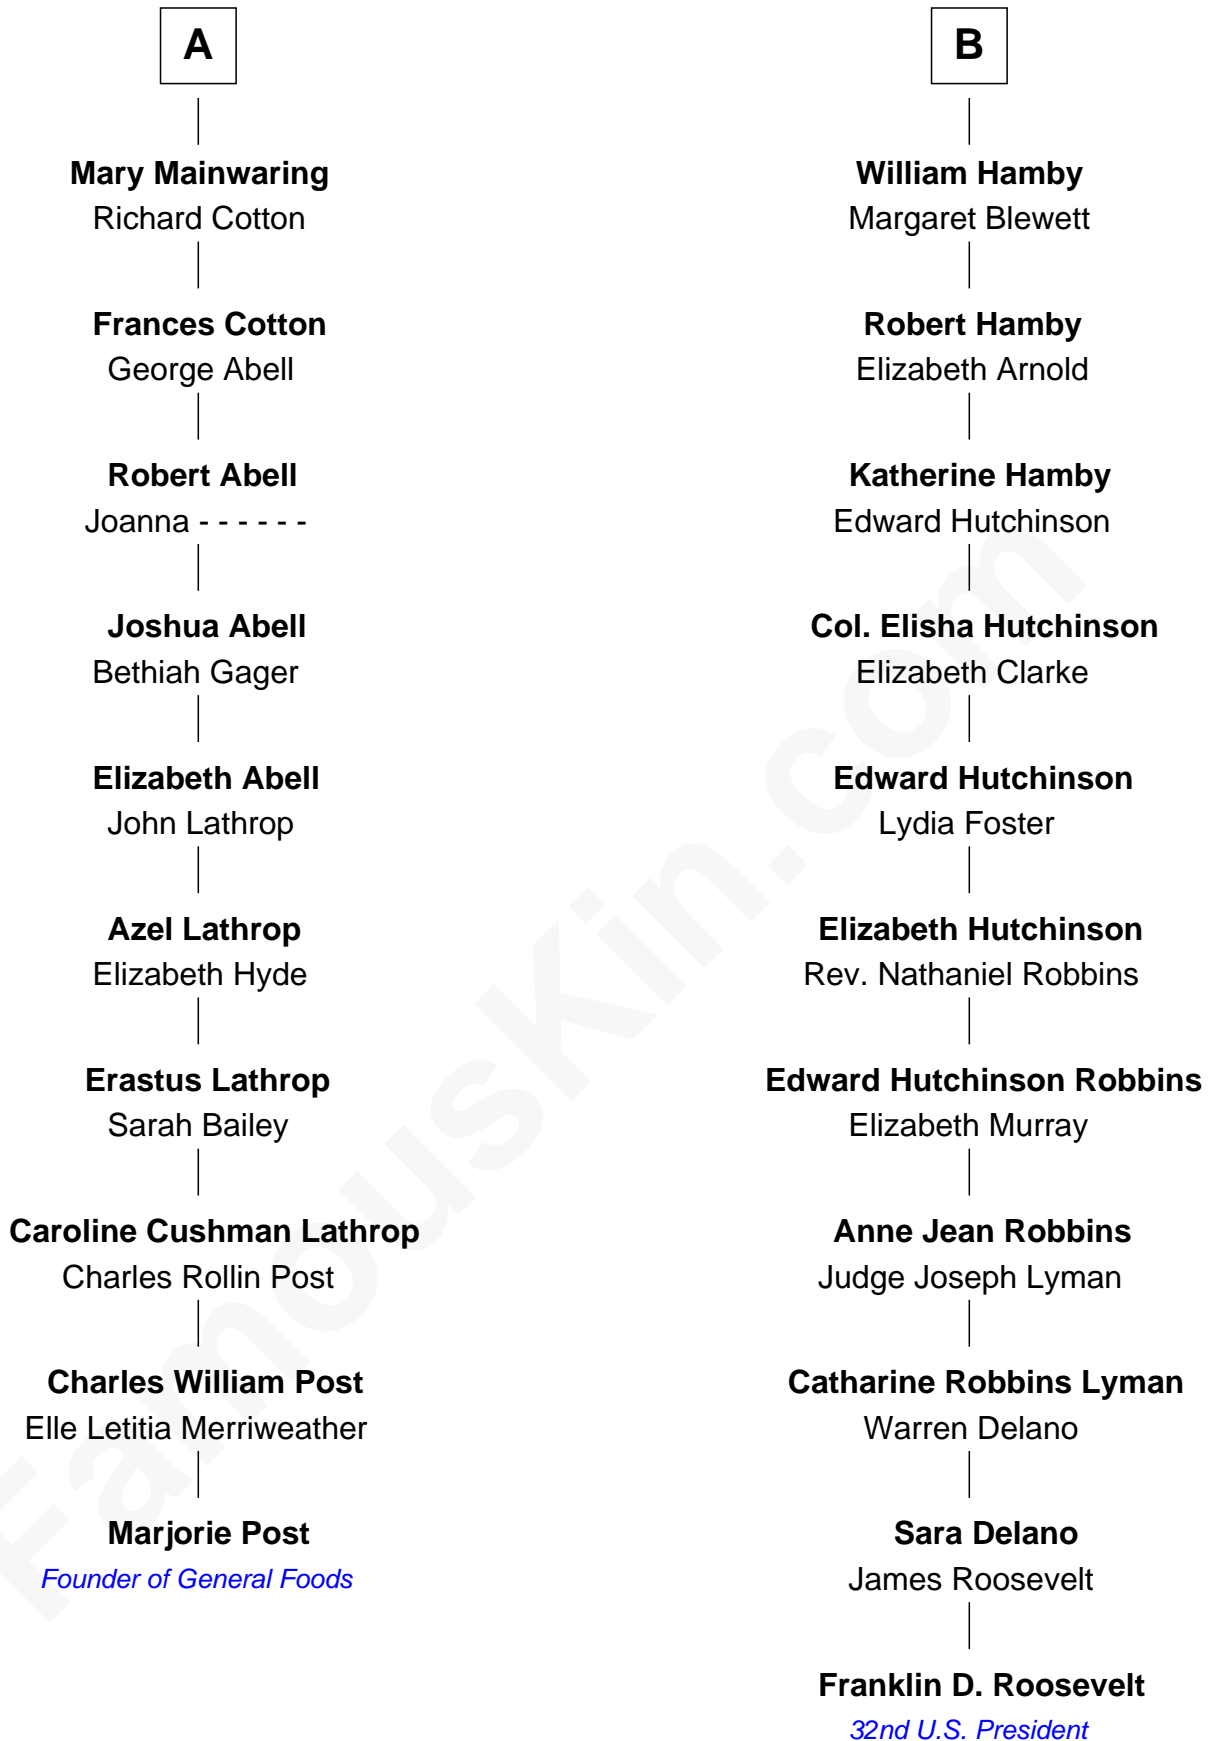 A
Mary Mainwaring
Richard Cotton
Frances Cotton
George Abell
Robert Abell
Joanna - - - - - -
Joshua Abell
Bethiah Gager
Elizabeth Abell
John Lathrop
Azel Lathrop
Elizabeth Hyde
Erastus Lathrop
Sarah Bailey
Caroline Cushman Lathrop
Charles Rollin Post
Charles William Post
Elle Letitia Merriweather
Marjorie Post
Founder of General Foods
B
William Hamby
Margaret Blewett
Robert Hamby
Elizabeth Arnold
Katherine Hamby
Edward Hutchinson
Col. Elisha Hutchinson
Elizabeth Clarke
Edward Hutchinson
Lydia Foster
Elizabeth Hutchinson
Rev. Nathaniel Robbins
Edward Hutchinson Robbins
Elizabeth Murray
Anne Jean Robbins
Judge Joseph Lyman
Catharine Robbins Lyman
Warren Delano
Sara Delano
James Roosevelt
Franklin D. Roosevelt
32nd U.S. President
FamousKin.com